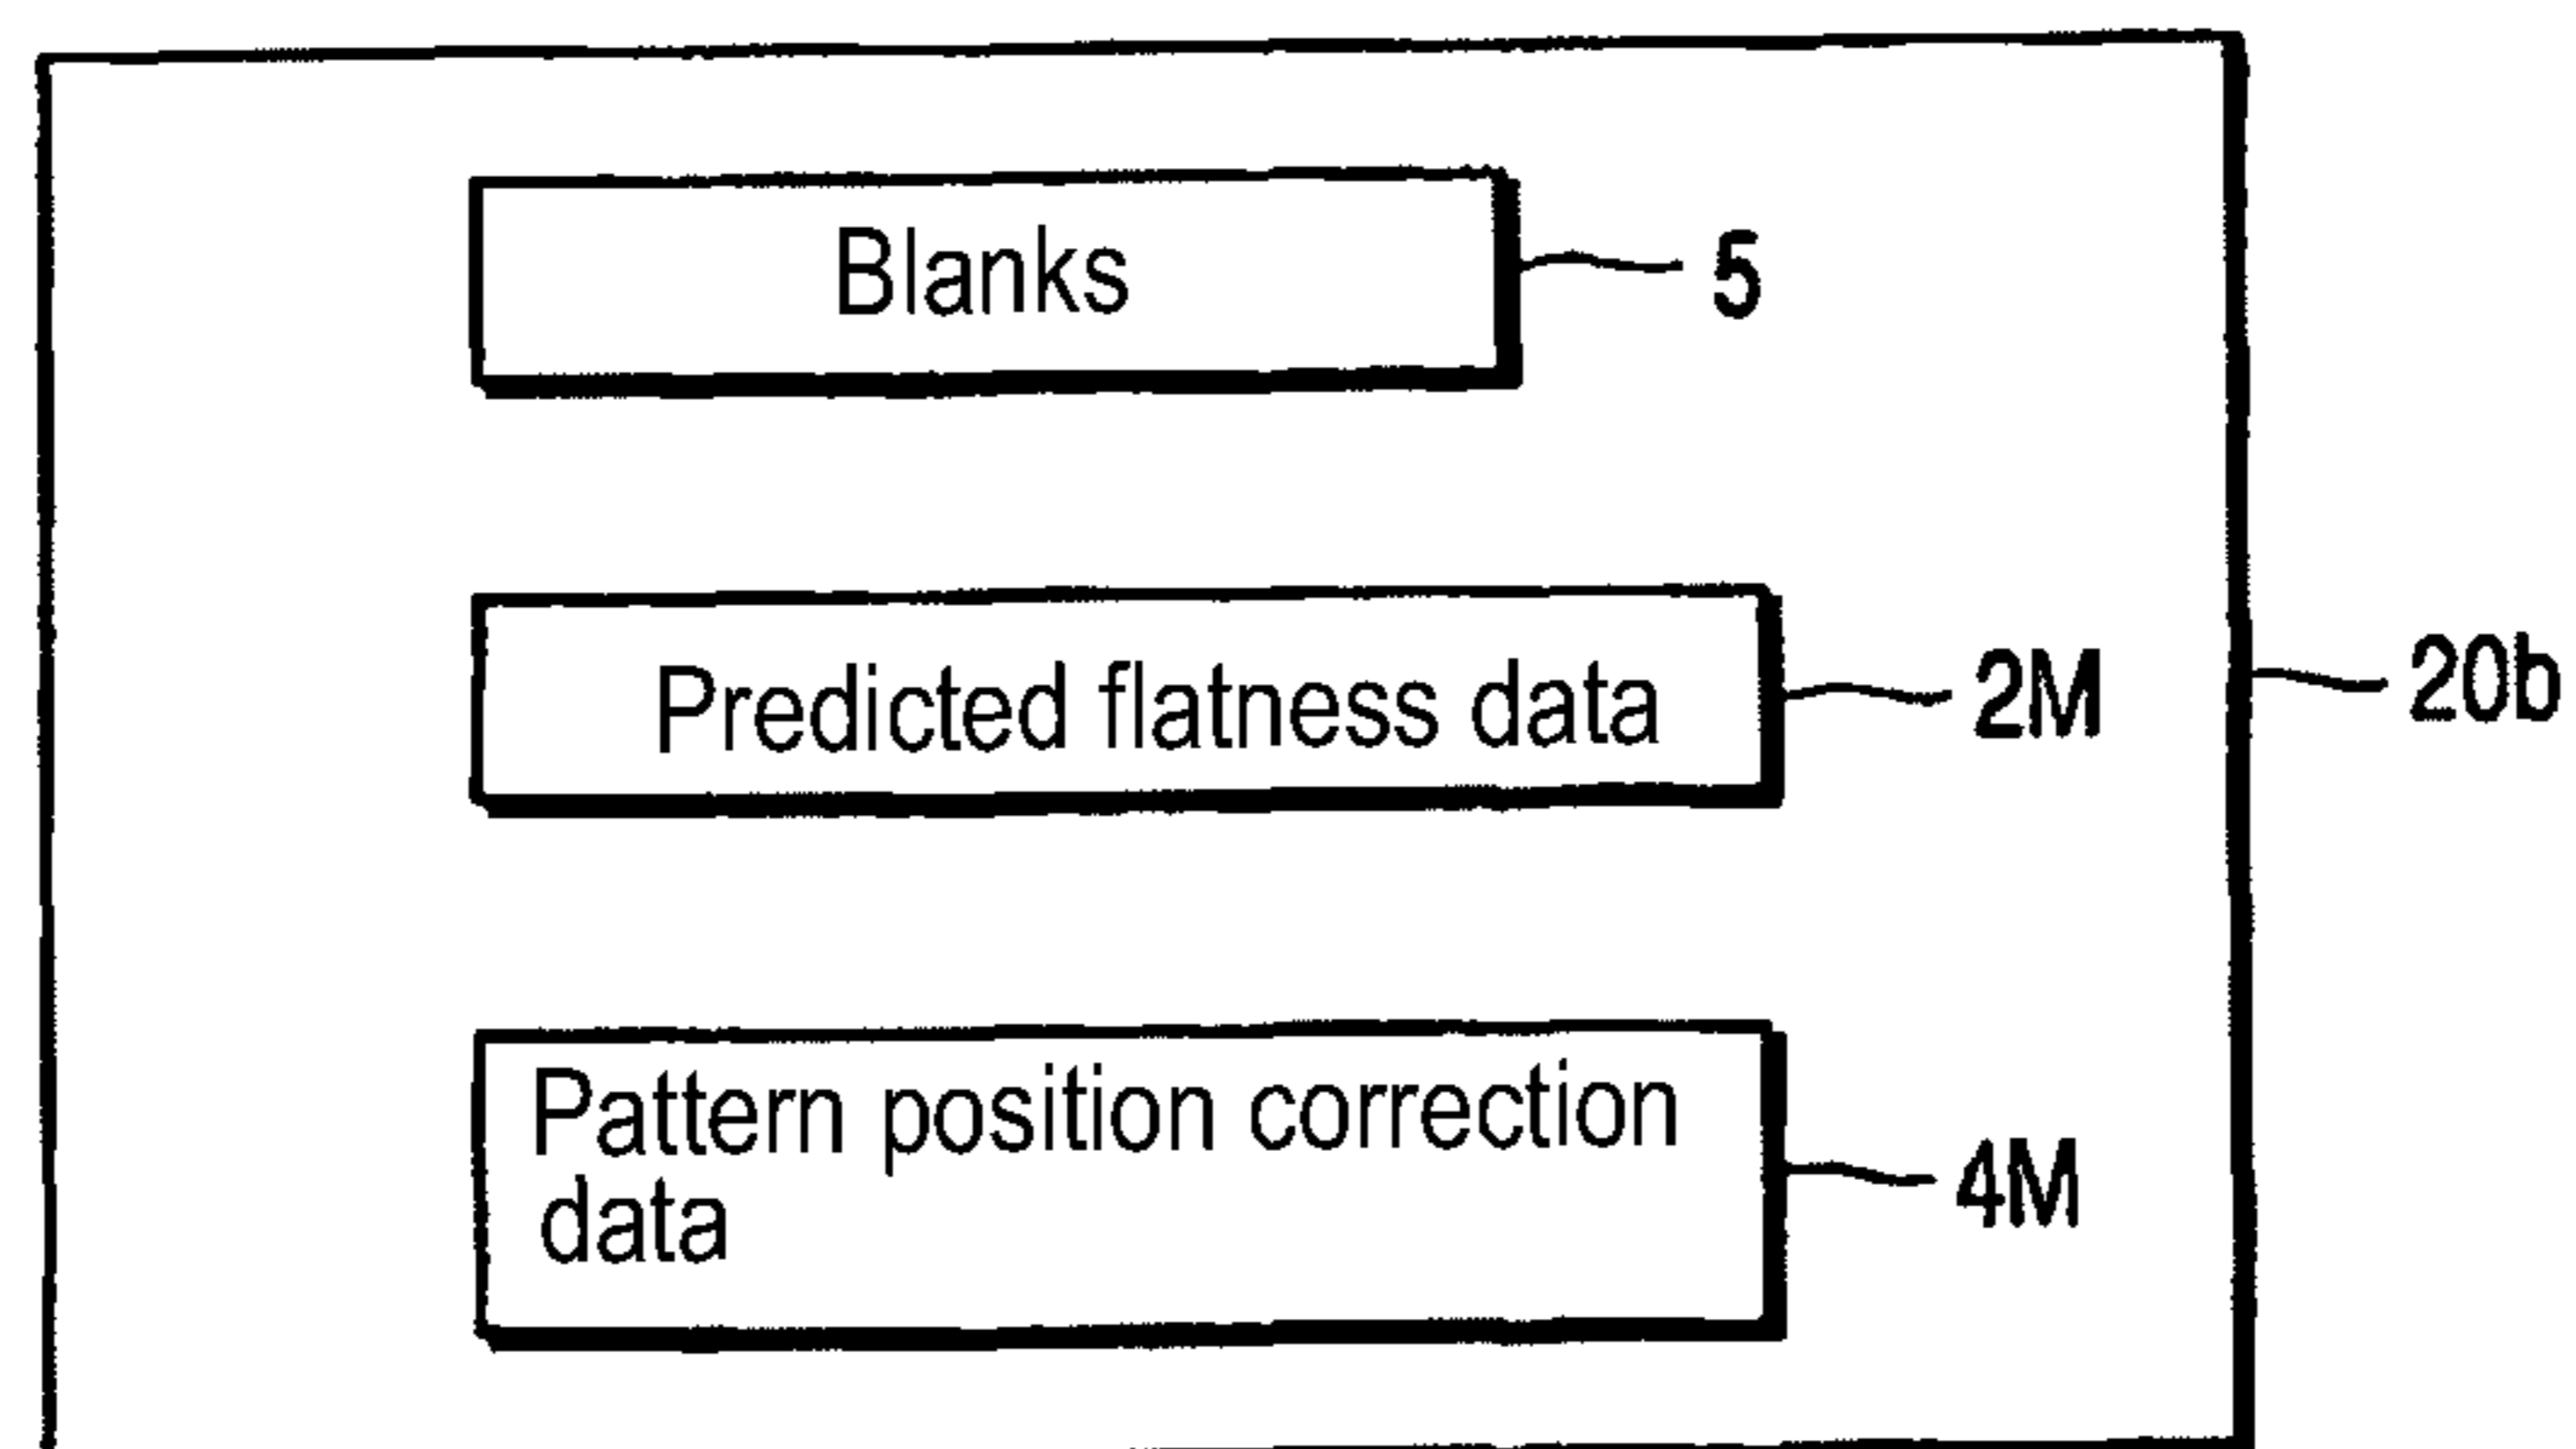 Blanks
5
Predicted flatness data
2M
20b
Pattern position correction
data
4M